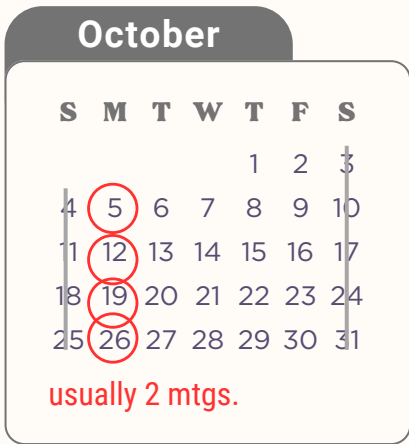 October
S M T W T F S
1 2 3
4 5 6 7 8 9 10
11 12 13 14 15 16 17
18 19 20 21 22 23 24
25 26 27 28 29 30 31
usually 2 mtgs.